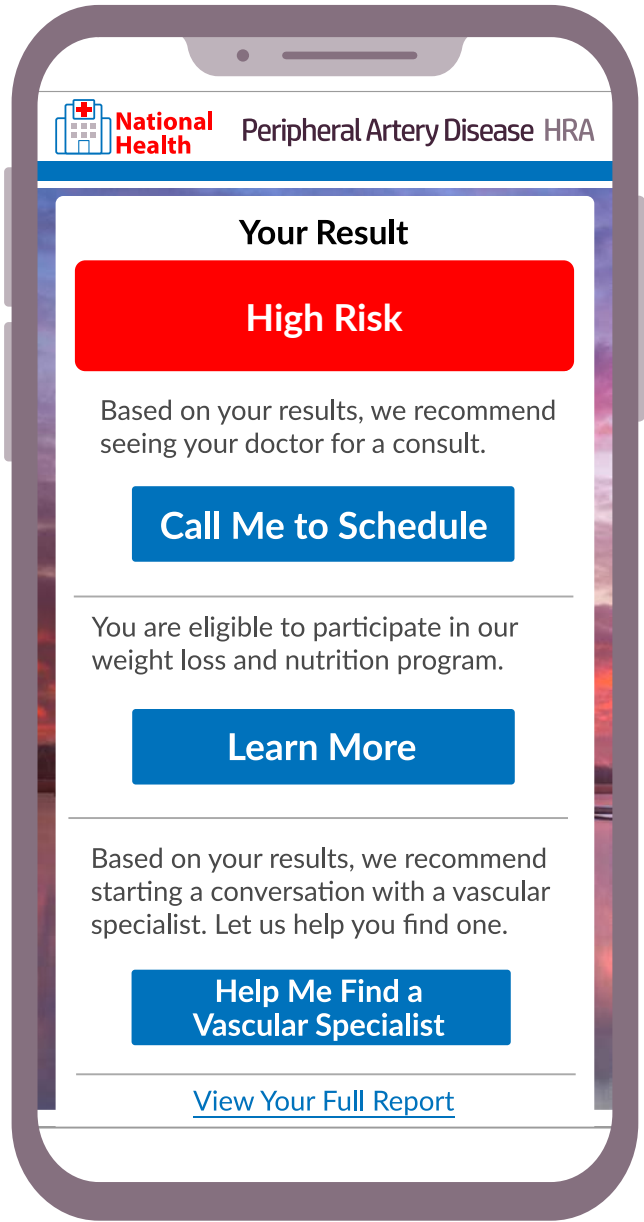 National
Health
Peripheral Artery Disease HRA
Your Result
High Risk
Based on your results, we recommend
seeing your doctor for a consult.
Call Me to Schedule
You are eligible to participate in our
weight loss and nutrition program.
Learn More
Based on your results, we recommend
starting a conversation with a vascular
specialist. Let us help you find one.
Help Me Find a
Vascular Specialist
View Your Full Report